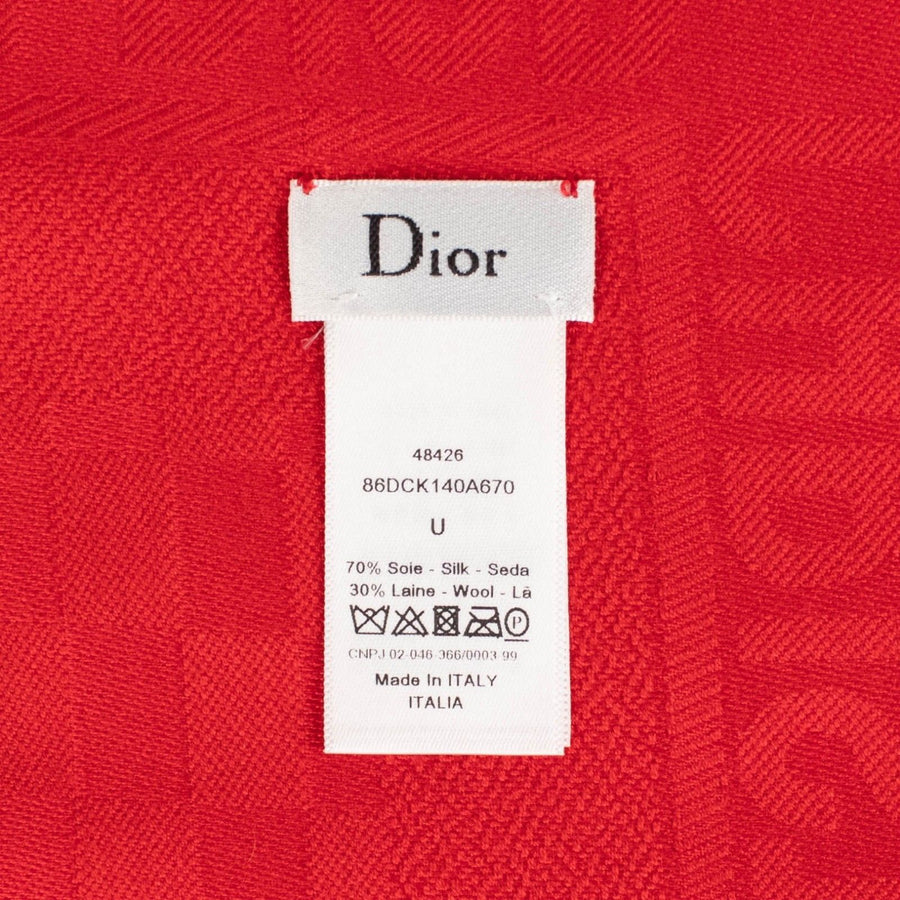 Dior
48426
86DCK140A670
U
70% Soie - Silk - Seda
30% Laine - Wool - Lã
P
CNPJ 02-046-366/0003-99
Made In ITALY
ITALIA